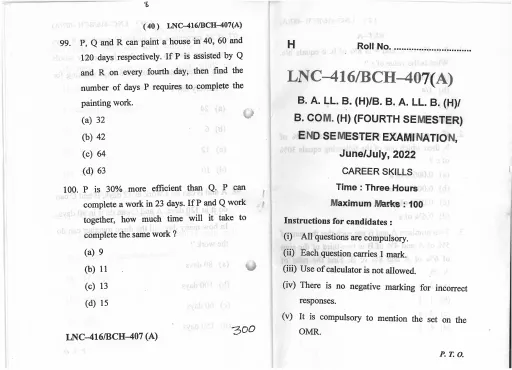 (40) LNC–416/BCH–407(A)
99. P, Q and R can paint a house in 40, 60 and
120 days respectively. If P is assisted by Q
and R on every fourth day, then find the
number of days P requires to complete the
painting work.
(a) 32
(b) 42
(c) 64
(d) 63
100. P is 30% more efficient than Q. P can
complete a work in 23 days. If P and Q work
together, how much time will it take to
complete the same work ?
(a) 9
(b) 11
(c) 13
(d) 15
LNC–416/BCH–407 (A)
300
H Roll No. ..............................
LNC–416/BCH–407(A)
B. A. LL. B. (H)/B. B. A. LL. B. (H)/
B. COM. (H) (FOURTH SEMESTER)
END SEMESTER EXAMINATION,
June/July, 2022
CAREER SKILLS
Time : Three Hours
Maximum Marks : 100
Instructions for candidates :
(i) All questions are compulsory.
(ii) Each question carries 1 mark.
(iii) Use of calculator is not allowed.
(iv) There is no negative marking for incorrect
responses.
(v) It is compulsory to mention the set on the
OMR.
P. T. O.